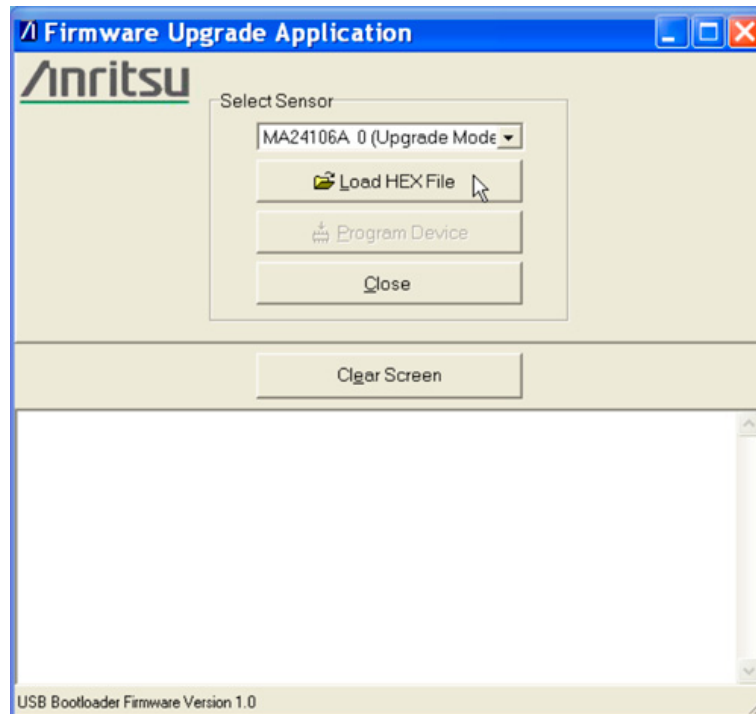 Firmware Upgrade Application
Anritsu
Select Sensor
MA24106A 0 (Upgrade Mode
Load HEX File
Program Device
Close
Clear Screen
USB Bootloader Firmware Version 1.0